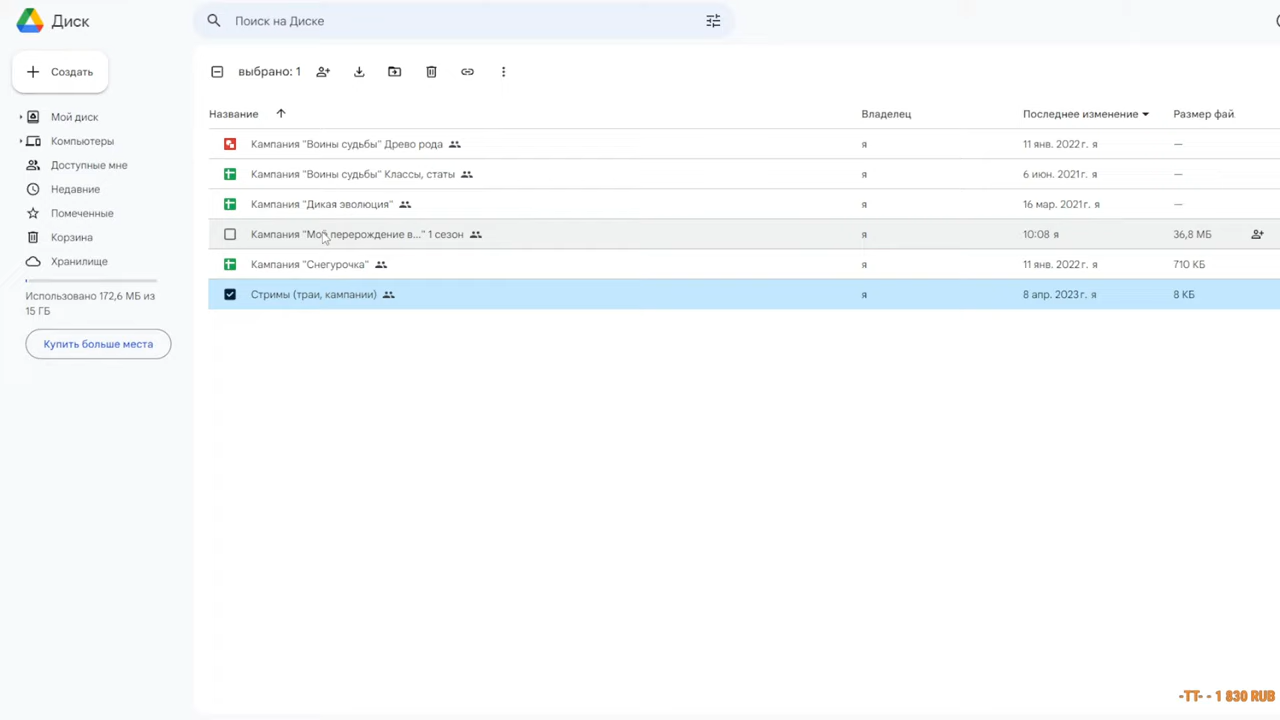 Диск
Поиск на Диске
Создать
выбрано: 1
Мой диск
Компьютеры
Доступные мне
Недавние
Помеченные
Корзина
Хранилище
Использовано 172,6 МБ из
15 ГБ
Купить больше места
Название Владелец Последнее изменение Размер фай
Кампания "Воины судьбы" Древо рода я 11 янв. 2022 г. я —
Кампания "Воины судьбы" Классы, статы я 6 июн. 2021 г. я —
Кампания "Дикая эволюция" я 16 мар. 2021 г. я —
Кампания "Моё перерождение в..." 1 сезон я 10:08 я 36,8 МБ
Кампания "Снегурочка" я 11 янв. 2022 г. я 710 КБ
Стримы (траи, кампании) я 8 апр. 2023 г. я 8 КБ
-TT- - 1 830 RUB